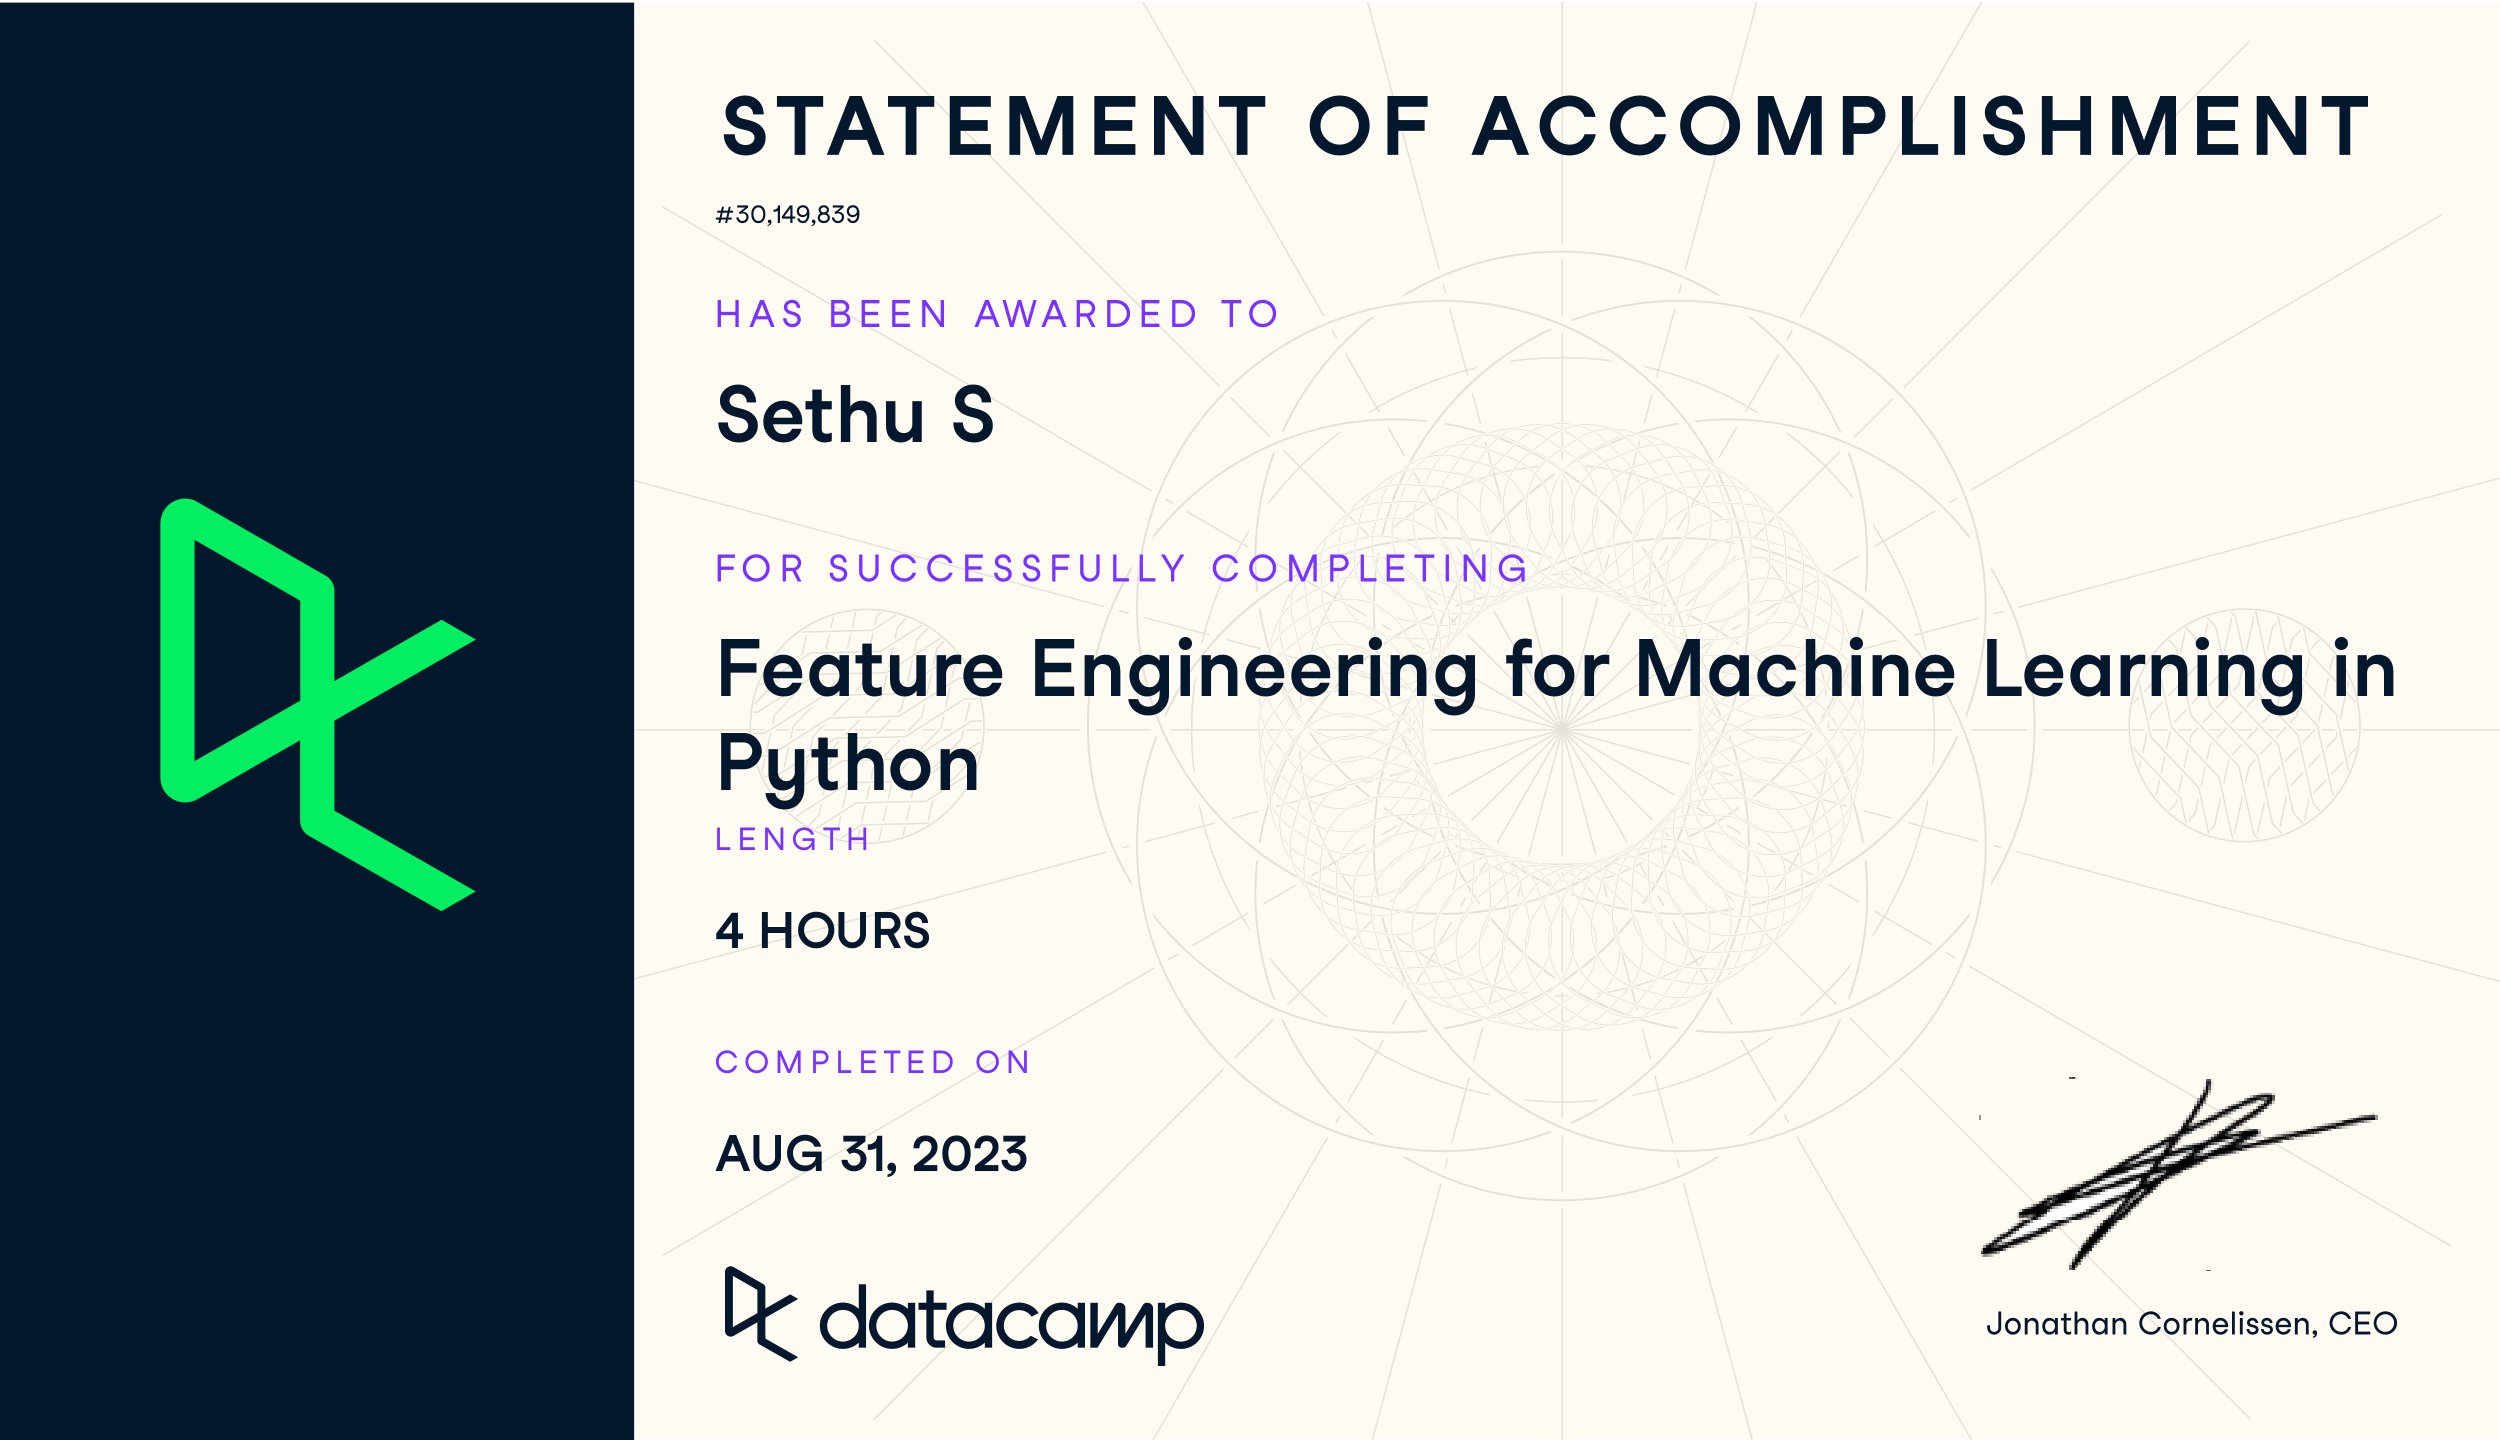 STATEMENT OF ACCOMPLISHMENT
#30,149,839
HAS BEEN AWARDED TO
Sethu S
FOR SUCCESSFULLY COMPLETING
Feature Engineering for Machine Learning in
Python
LENGTH
4 HOURS
COMPLETED ON
AUG 31, 2023
datacamp
Jonathan Cornelissen, CEO